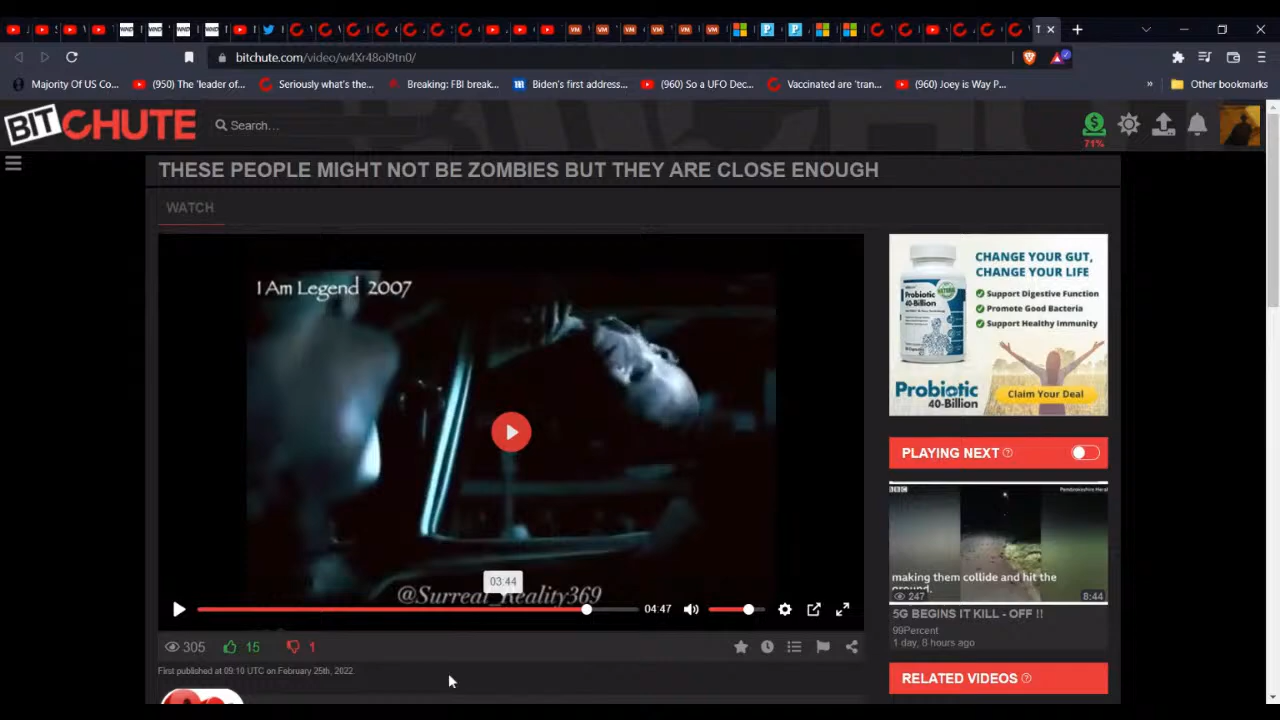 bitchute.com/video/w4Xr48oI9tnO/
Majority Of US Co...
(950) The 'leader of...
Seriously what's the...
Breaking: FBI break...
Biden's first address...
(960) So a UFO Dec...
Vaccinated are 'tran...
(960) Joey is Way P...
»
Other bookmarks
BITCHUTE
Search...
71%
THESE PEOPLE MIGHT NOT BE ZOMBIES BUT THEY ARE CLOSE ENOUGH
WATCH
I Am Legend 2007
@Surreal_Reality369
03:44
04:47
305
15
1
First published at 09:10 UTC on February 25th, 2022.
CHANGE YOUR GUT,
CHANGE YOUR LIFE
Support Digestive Function
Promote Good Bacteria
Support Healthy Immunity
Probiotic
40-Billion
Probiotic
40-Billion
Claim Your Deal
PLAYING NEXT
BBC
Pembrokeshire Herald
making them collide and hit the
ground.
247
8:44
5G BEGINS IT KILL - OFF !!
99Percent
1 day, 8 hours ago
RELATED VIDEOS